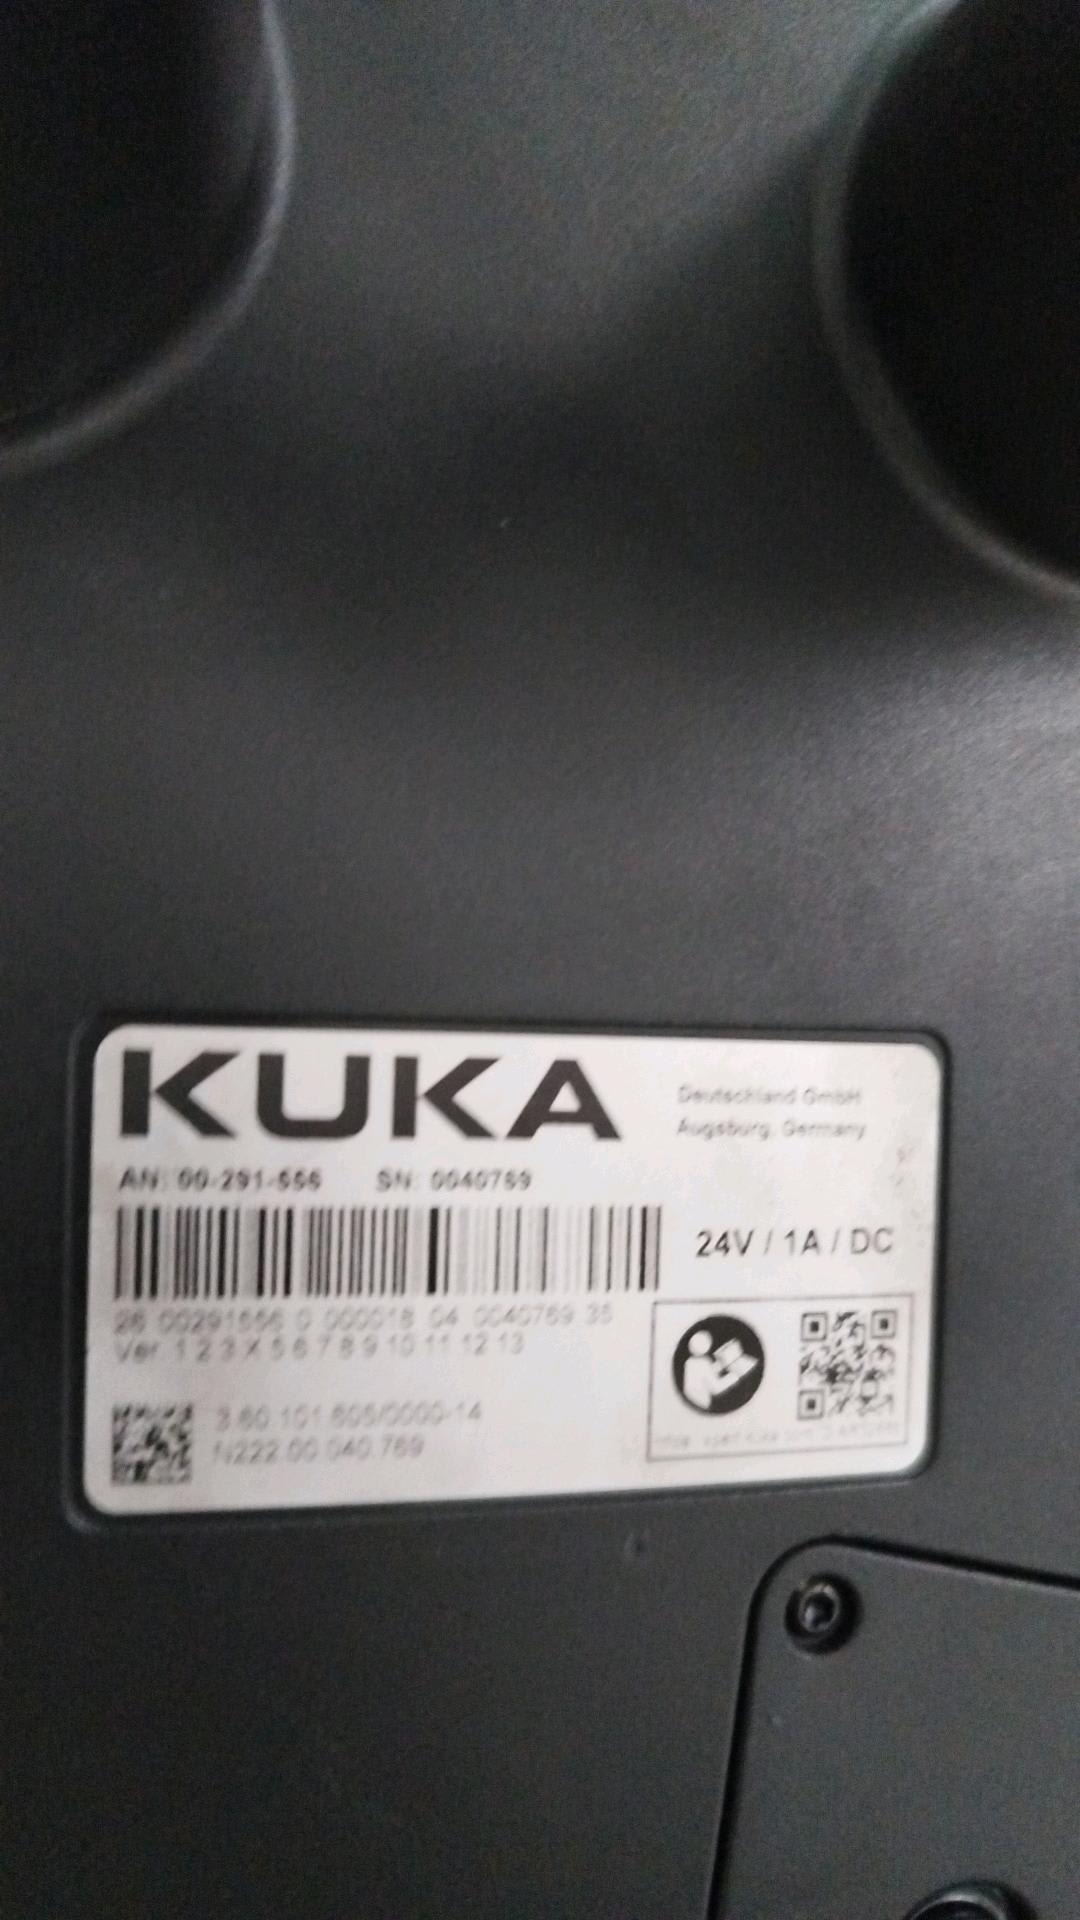 KUKA
Deutschland GmbH
Augsburg, Germany
AN: 00-291-556 SN: 0040769
24V / 1A / DC
26 00291556 0 000018 04 0040769 35
Ver. 1 2 3 X 5 6 7 8 9 10 11 12 13
3.60.101.605/0000-14
N222.00.040.769